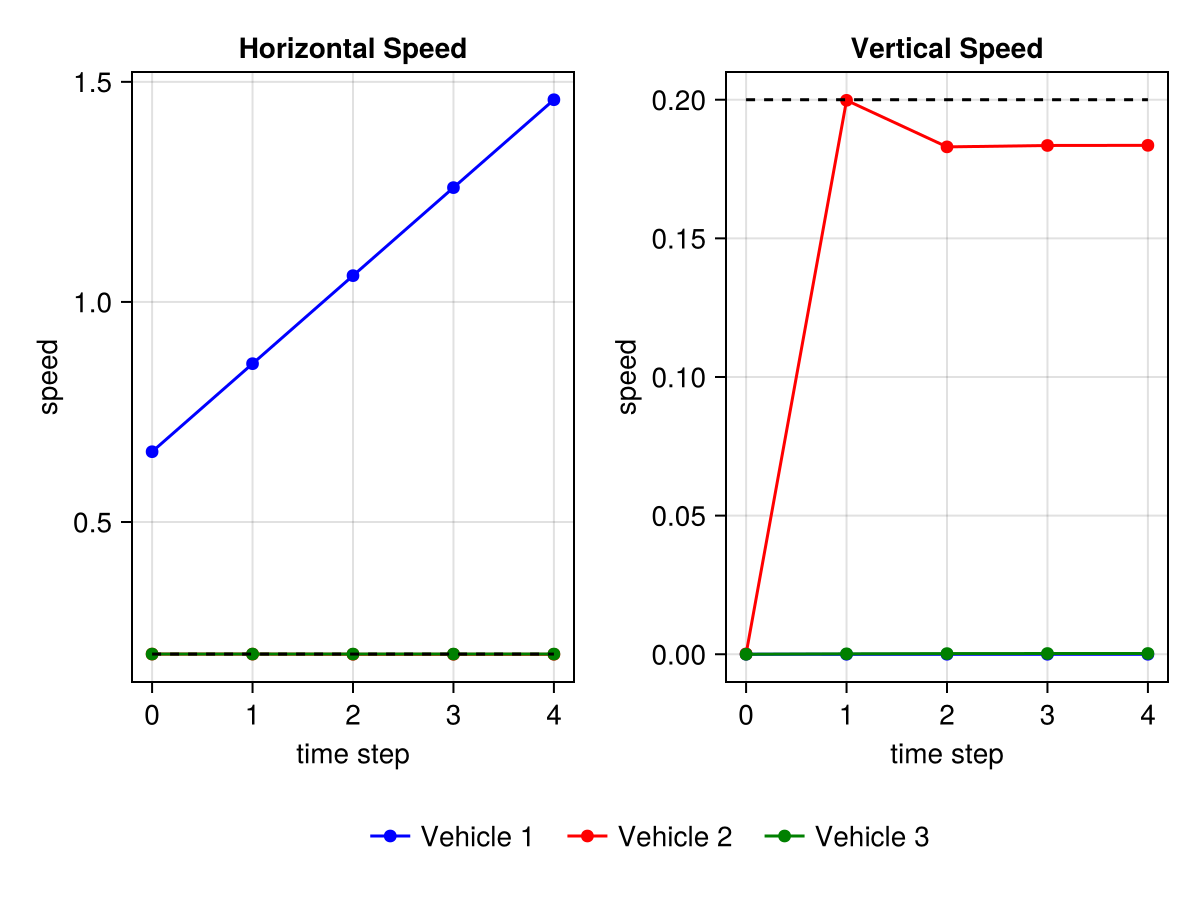 Horizontal Speed
1.5
1.0
0.5
speed
0 1 2 3 4
time step
Vertical Speed
0.20
0.15
0.10
0.05
0.00
speed
0 1 2 3 4
time step
Vehicle 1 Vehicle 2 Vehicle 3